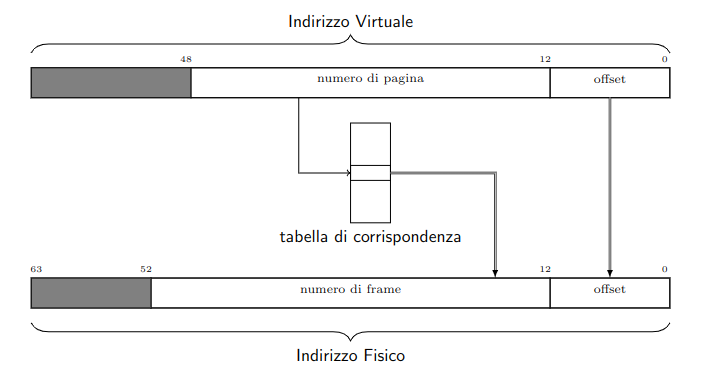 Indirizzo Virtuale
48 12 0
numero di pagina offset
tabella di corrispondenza
63 52 12 0
numero di frame offset
Indirizzo Fisico